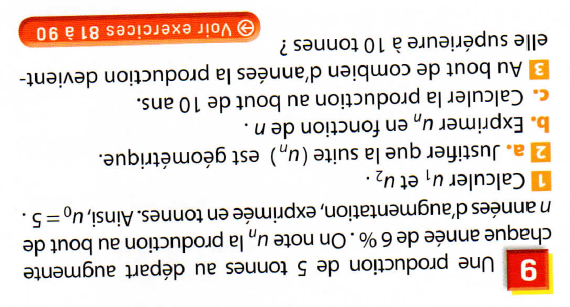 9 Une production de 5 tonnes au départ augmente
chaque année de 6 %. On note uₙ la production au bout de
n années d'augmentation, exprimée en tonnes. Ainsi, u₀ = 5.
1 Calculer u₁ et u₂.
2 a. Justifier que la suite (uₙ) est géométrique.
b. Exprimer uₙ en fonction de n.
c. Calculer la production au bout de 10 ans.
3 Au bout de combien d'années la production devient-
elle supérieure à 10 tonnes ?
→ Voir exercices 81 à 90